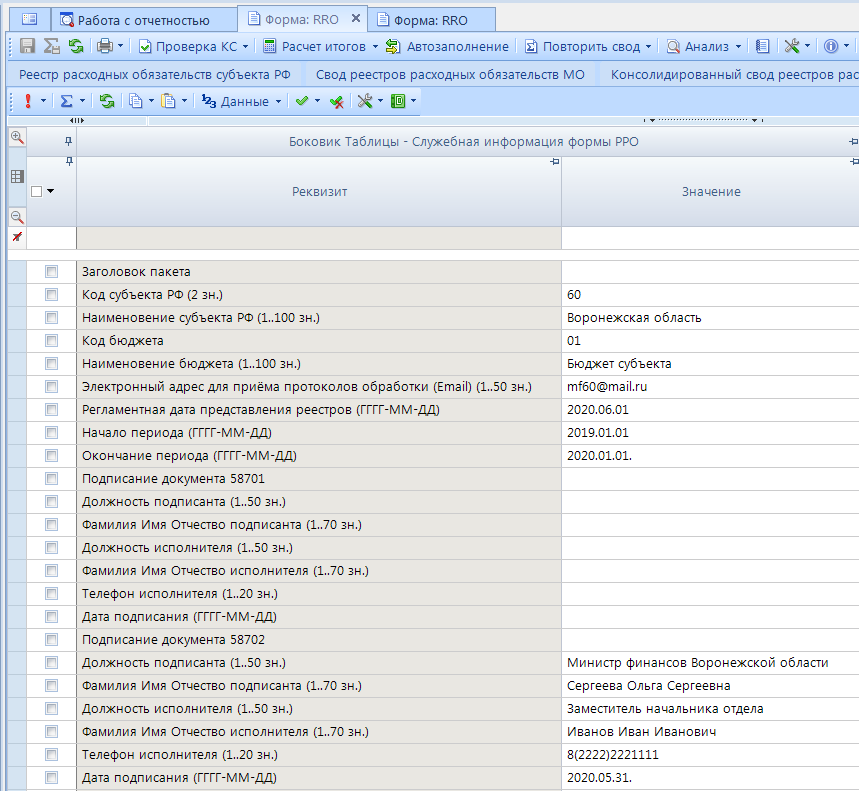 Работа с отчетностью
Форма: RRO
Форма: RRO
Проверка КС
Расчет итогов
Автозаполнение
Повторить свод
Анализ
Реестр расходных обязательств субъекта РФ
Свод реестров расходных обязательств МО
Консолидированный свод реестров рас
Данные
Боковик Таблицы - Служебная информация формы РРО
Реквизит Значение
Заголовок пакета
Код субъекта РФ (2 зн.) 60
Наименование субъекта РФ (1..100 зн.) Воронежская область
Код бюджета 01
Наименование бюджета (1..100 зн.) Бюджет субъекта
Электронный адрес для приёма протоколов обработки (Email) (1..50 зн.) mf60@mail.ru
Регламентная дата представления реестров (ГГГГ-ММ-ДД) 2020.06.01
Начало периода (ГГГГ-ММ-ДД) 2019.01.01
Окончание периода (ГГГГ-ММ-ДД) 2020.01.01.
Подписание документа 58701
Должность подписанта (1..50 зн.)
Фамилия Имя Отчество подписанта (1..70 зн.)
Должность исполнителя (1..50 зн.)
Фамилия Имя Отчество исполнителя (1..70 зн.)
Телефон исполнителя (1..20 зн.)
Дата подписания (ГГГГ-ММ-ДД)
Подписание документа 58702
Должность подписанта (1..50 зн.) Министр финансов Воронежской области
Фамилия Имя Отчество подписанта (1..70 зн.) Сергеева Ольга Сергеевна
Должность исполнителя (1..50 зн.) Заместитель начальника отдела
Фамилия Имя Отчество исполнителя (1..70 зн.) Иванов Иван Иванович
Телефон исполнителя (1..20 зн.) 8(2222)2221111
Дата подписания (ГГГГ-ММ-ДД) 2020.05.31.